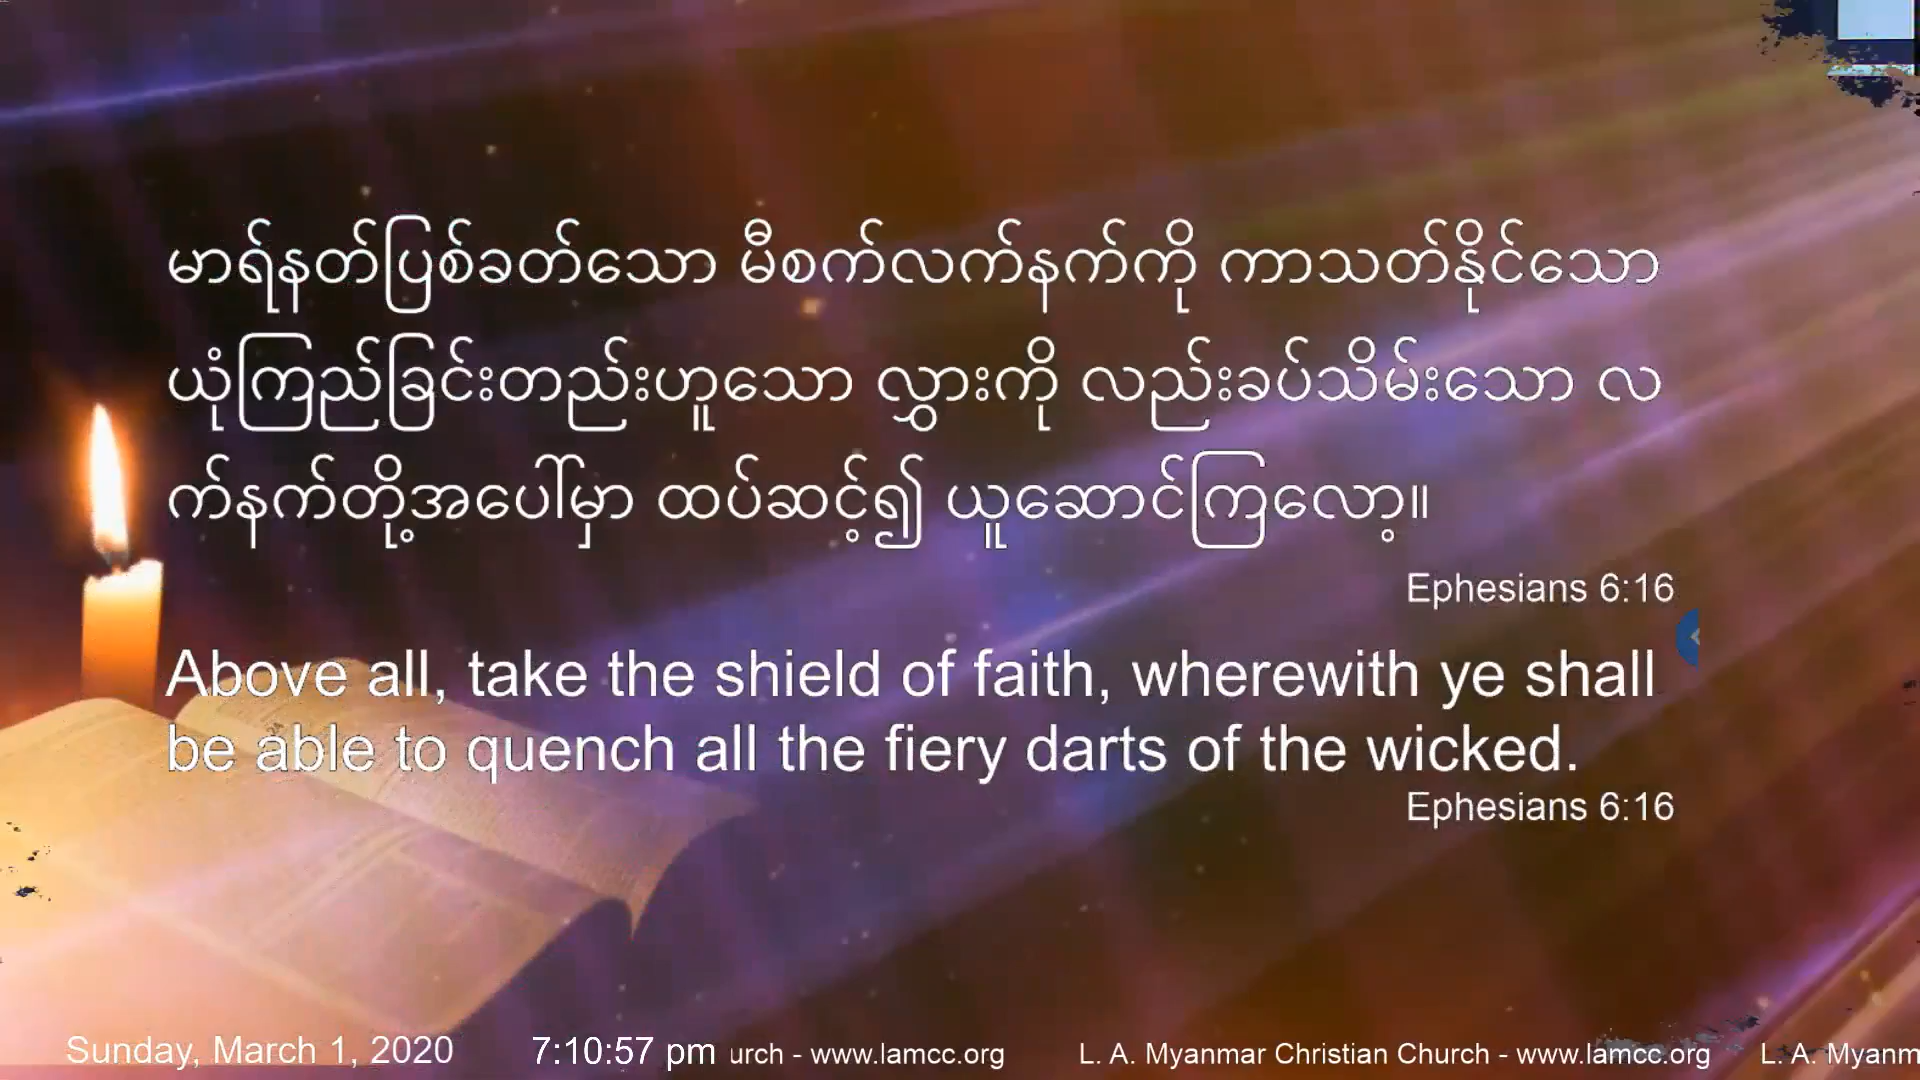 မာရ်နတ်ပြစ်ခတ်သော မီစက်လက်နက်ကို ကာသတ်နိုင်သော
ယုံကြည်ခြင်းတည်းဟူသော လွှားကို လည်းခပ်သိမ်းသော လ
က်နက်တို့အပေါ်မှာ ထပ်ဆင့်၍ ယူဆောင်ကြလော့။
Ephesians 6:16
Above all, take the shield of faith, wherewith ye shall
be able to quench all the fiery darts of the wicked.
Ephesians 6:16
Sunday, March 1, 2020 7:10:57 pm urch - www.lamcc.org L. A. Myanmar Christian Church - www.lamcc.org L. A. Myanm